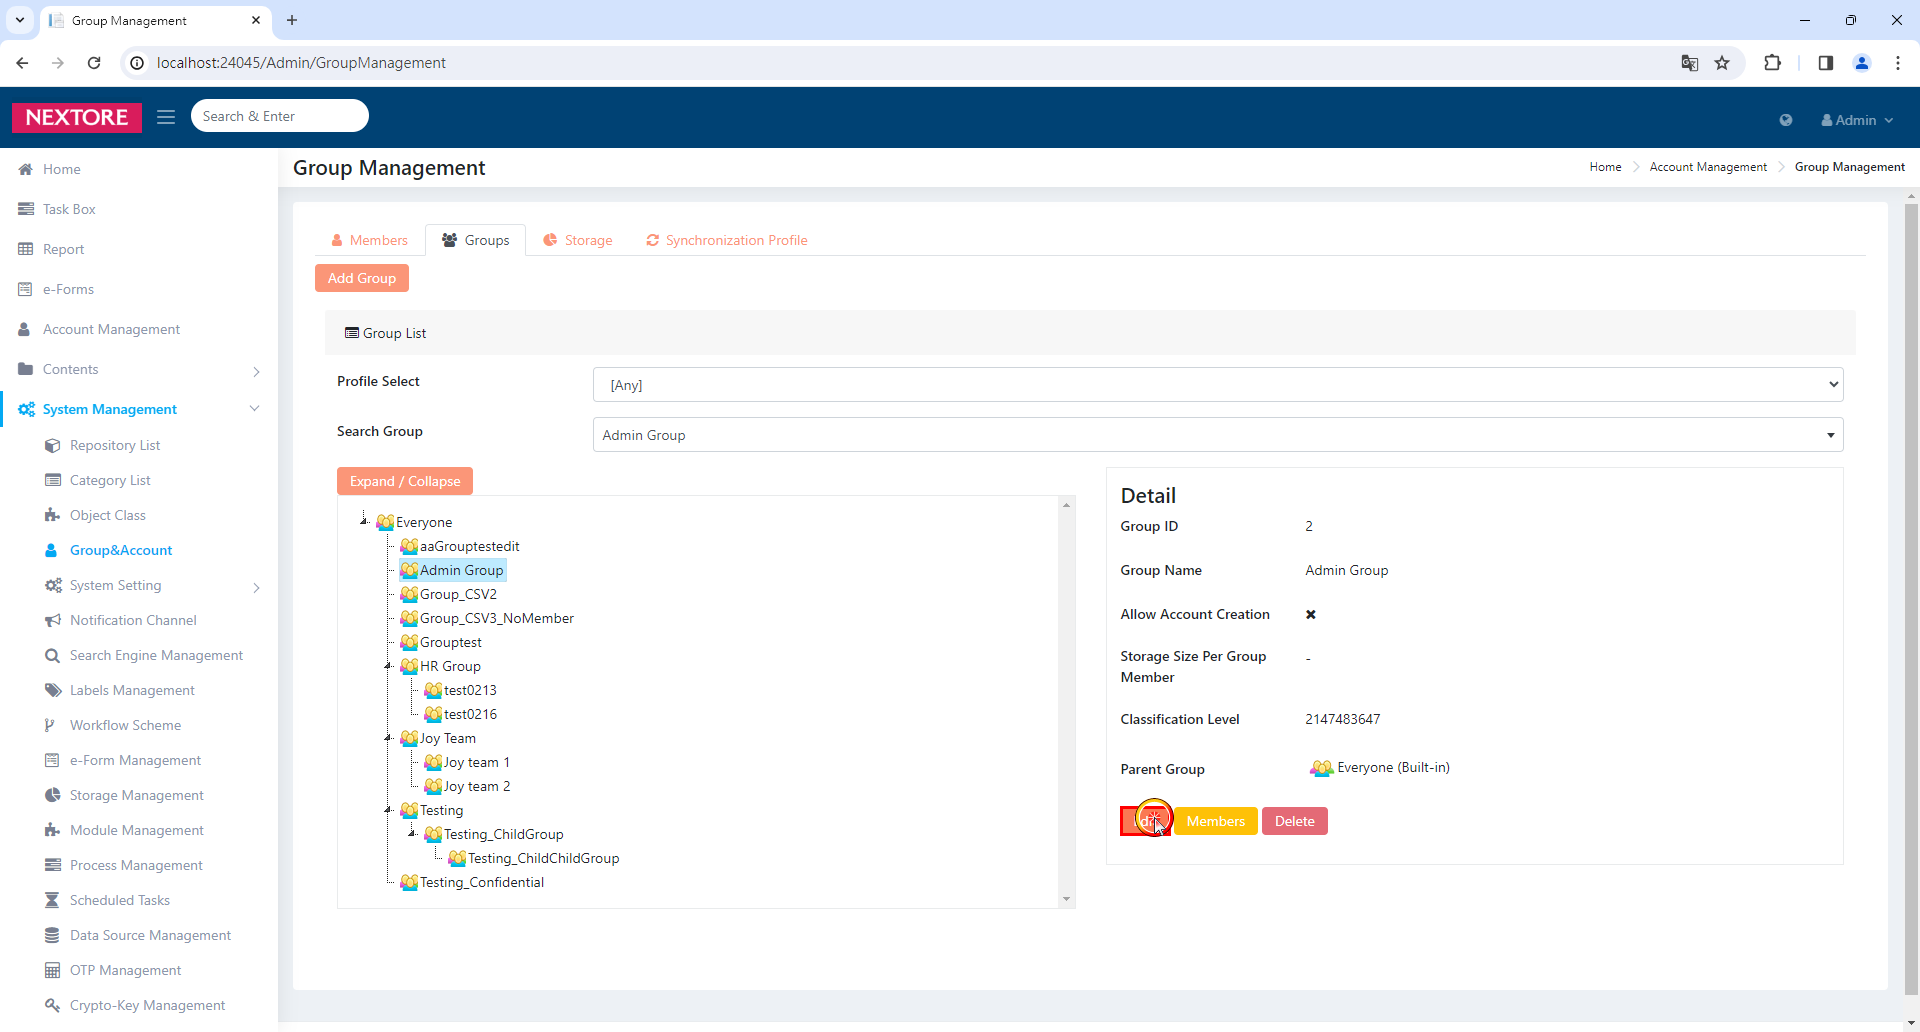 Group Management
localhost:24045/Admin/GroupManagement
NEXTORE
Search & Enter
Admin
Home
Task Box
Report
e-Forms
Account Management
Contents
System Management
Repository List
Category List
Object Class
Group&Account
System Setting
Notification Channel
Search Engine Management
Labels Management
Workflow Scheme
e-Form Management
Storage Management
Module Management
Process Management
Scheduled Tasks
Data Source Management
OTP Management
Crypto-Key Management
Group Management
Home Account Management Group Management
Members Groups Storage Synchronization Profile
Add Group
Group List
Profile Select [Any]
Search Group Admin Group
Expand / Collapse
Everyone
aaGrouptestedit
Admin Group
Group_CSV2
Group_CSV3_NoMember
Grouptest
HR Group
test0213
test0216
Joy Team
Joy team 1
Joy team 2
Testing
Testing_ChildGroup
Testing_ChildChildGroup
Testing_Confidential
Detail
Group ID 2
Group Name Admin Group
Allow Account Creation
Storage Size Per Group -
Member
Classification Level 2147483647
Parent Group Everyone (Built-in)
Members Delete